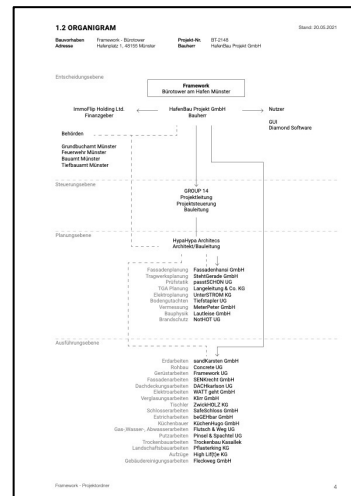 1.2 ORGANIGRAM
Stand: 20.05.2021
Bauvorhaben Framework - Bürotower Projekt-Nr. BT-2148
Adresse Hafenplatz 1, 48155 Münster Bauherr HafenBau Projekt GmbH
Entscheidungsebene
Framework
Bürotower am Hafen Münster
ImmoFlip Holding Ltd.
Finanzgeber
HafenBau Projekt GmbH
Bauherr
Nutzer
GUI
Diamond Software
Behörden
Grundbuchamt Münster
Feuerwehr Münster
Bauamt Münster
Tiefbauamt Münster
Steuerungsebene
GROUP 14
Projektleitung
Projektsteuerung
Bauleitung
Planungsebene
HypaHypa Architecs
Architekt/Bauleitung
Fassadenplanung Fassadenhansi GmbH
Tragwerksplanung StehtGerade GmbH
Prüfstatik passtSCHON UG
TGA Planung Langeleitung & Co. KG
Elektroplanung UnterSTROM KG
Bodengutachten Tiefstapler UG
Vermessung MeterPeter GmbH
Bauphysik Lautleise GmbH
Brandschutz NotHOT UG
Ausführungsebene
Erdarbeiten sandKarsten GmbH
Rohbau Concrete UG
Gerüstarbeiten Framework UG
Fassadenarbeiten SENKrecht GmbH
Dachdeckungsarbeiten DACHkarlson UG
Elektroarbeiten WATT geht GmbH
Verglasungsarbeiten Klirr GmbH
Tischler ZwickHOLZ KG
Schlosserarbeiten SafeSchloss GmbH
Estricharbeiten beGEHbar GmbH
Küchenbauer KüchenHugo GmbH
Gas-,Wasser-, Abwasserarbeiten Flutsch & Weg UG
Putzarbeiten Pinsel & Spachtel UG
Trockenbauarbeiten Trockenbau Kasallek
Landschaftsbauarbeiten Pflasterking KG
Aufzüge High Lif(t)e KG
Gebäudereinigungsarbeiten Fleckweg GmbH
Framework - Projektordner
4